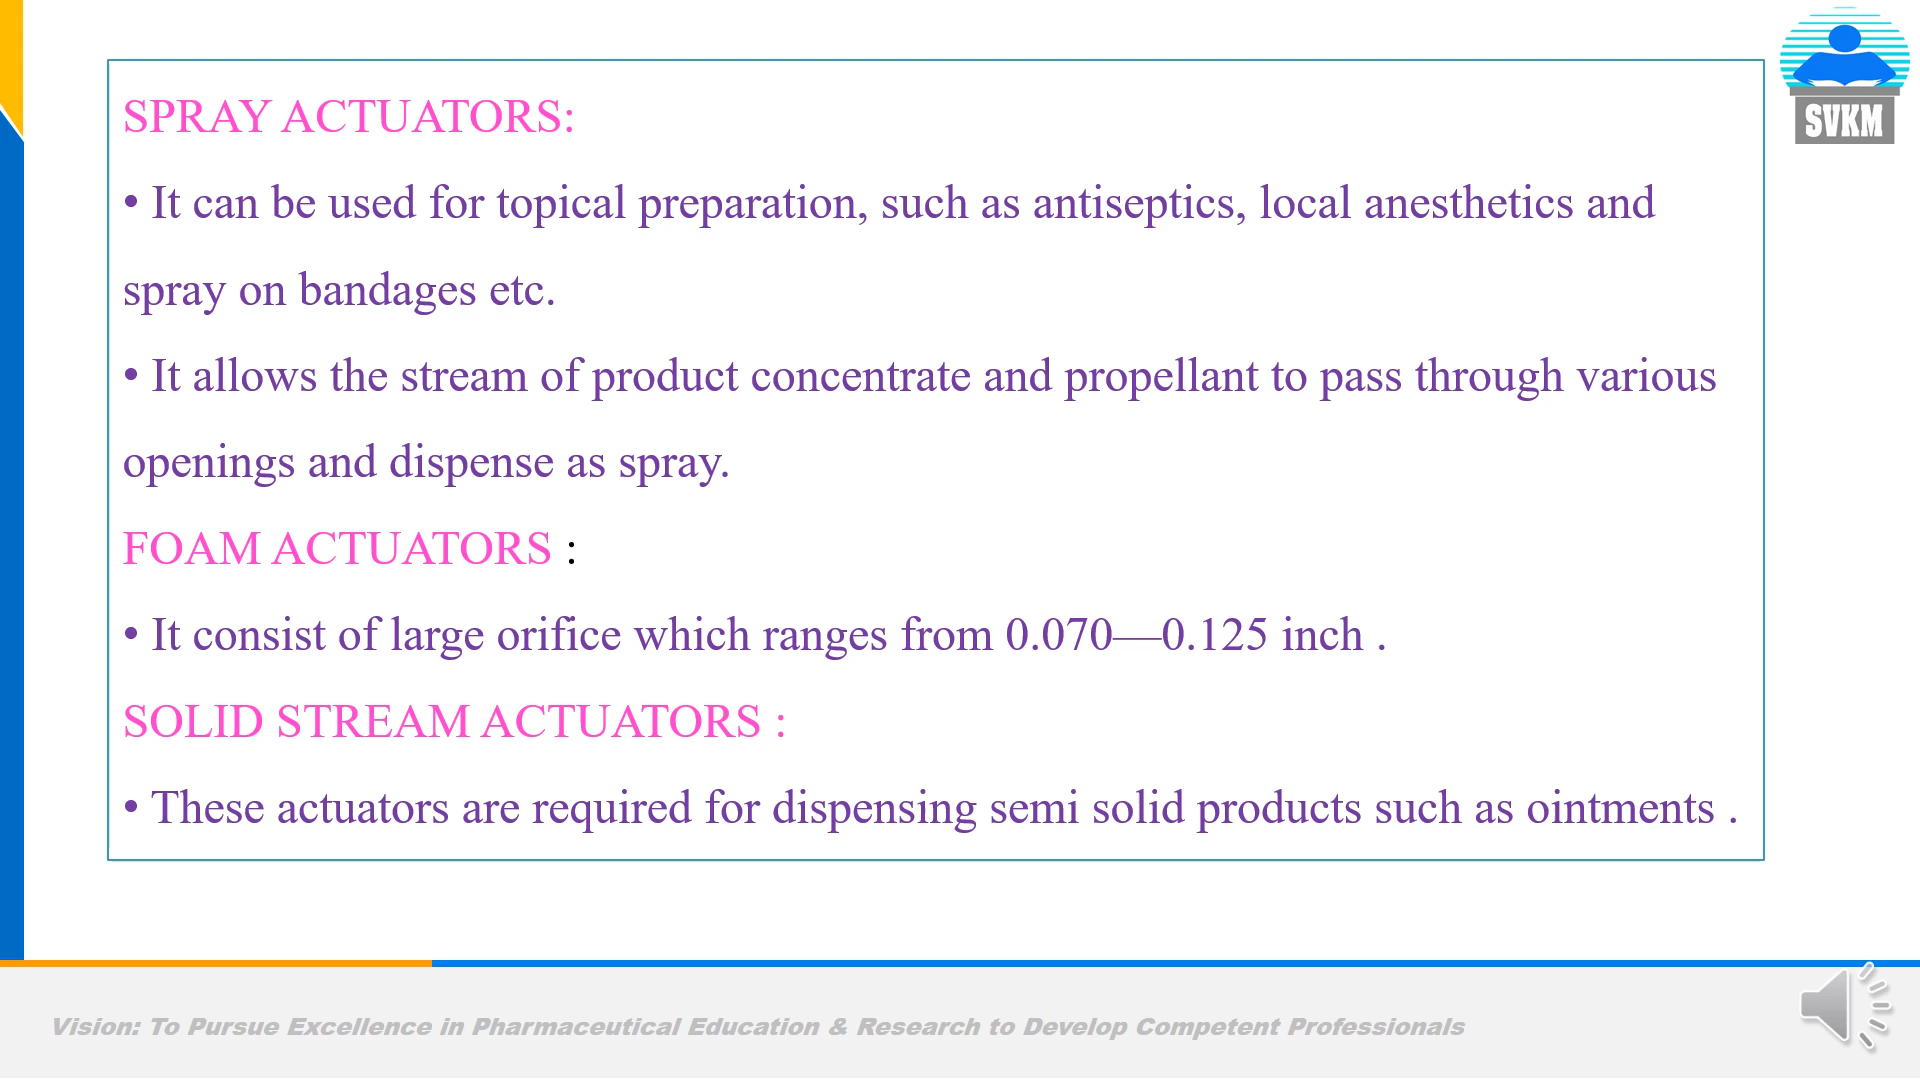 SVKM
SPRAY ACTUATORS:
• It can be used for topical preparation, such as antiseptics, local anesthetics and
spray on bandages etc.
• It allows the stream of product concentrate and propellant to pass through various
openings and dispense as spray.
FOAM ACTUATORS :
• It consist of large orifice which ranges from 0.070—0.125 inch .
SOLID STREAM ACTUATORS :
• These actuators are required for dispensing semi solid products such as ointments .
Vision: To Pursue Excellence in Pharmaceutical Education & Research to Develop Competent Professionals